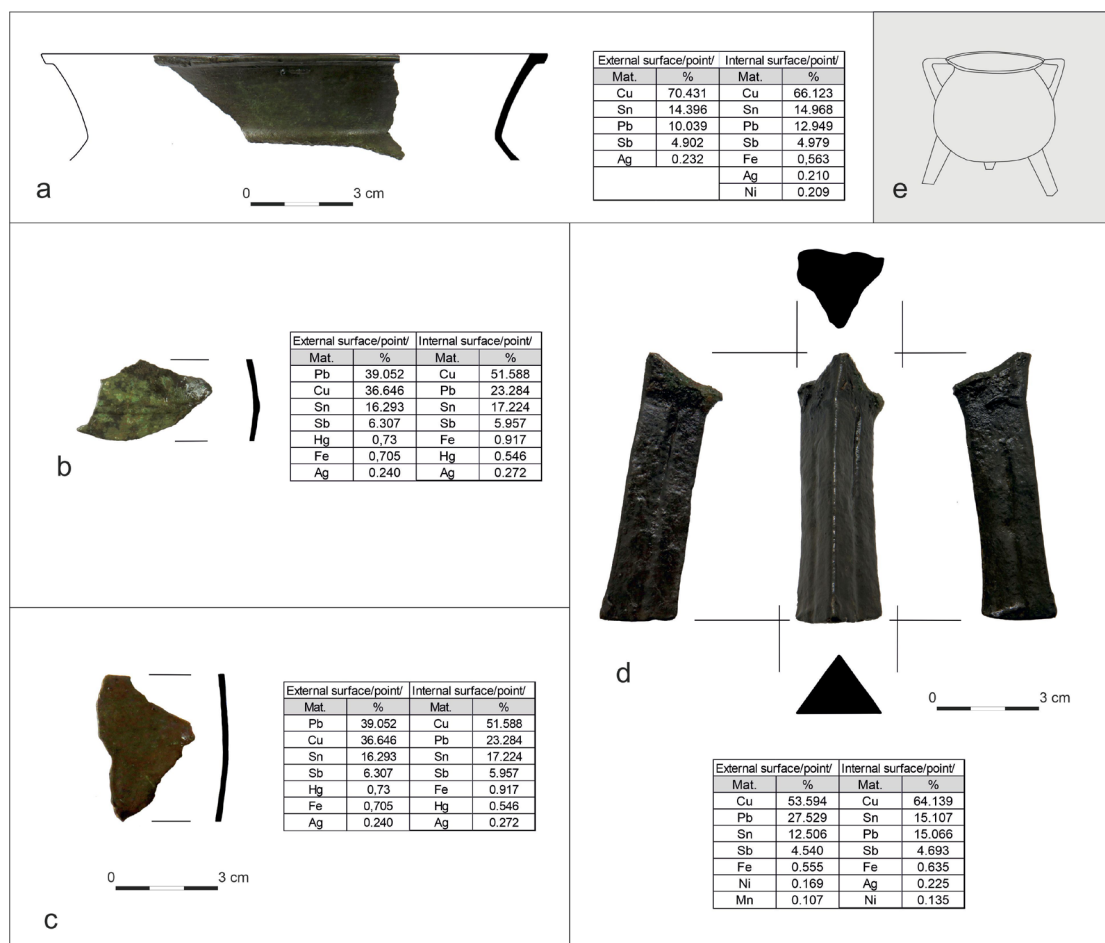 External surface/point/ Internal surface/point/
Mat. % Mat. %
Cu 70.431 Cu 66.123
Sn 14.396 Sn 14.968
Pb 10.039 Pb 12.949
Sb 4.902 Sb 4.979
Ag 0.232 Fe 0,563
Ag 0.210
Ni 0.209
0 3 cm
a
e
External surface/point/ Internal surface/point/
Mat. % Mat. %
Pb 39.052 Cu 51.588
Cu 36.646 Pb 23.284
Sn 16.293 Sn 17.224
Sb 6.307 Sb 5.957
Hg 0,73 Fe 0.917
Fe 0,705 Hg 0.546
Ag 0.240 Ag 0.272
b
External surface/point/ Internal surface/point/
Mat. % Mat. %
Pb 39.052 Cu 51.588
Cu 36.646 Pb 23.284
Sn 16.293 Sn 17.224
Sb 6.307 Sb 5.957
Hg 0,73 Fe 0.917
Fe 0,705 Hg 0.546
Ag 0.240 Ag 0.272
0 3 cm
c
d
0 3 cm
External surface/point/ Internal surface/point/
Mat. % Mat. %
Cu 53.594 Cu 64.139
Pb 27.529 Sn 15.107
Sn 12.506 Pb 15.066
Sb 4.540 Sb 4.693
Fe 0.555 Fe 0.635
Ni 0.169 Ag 0.225
Mn 0.107 Ni 0.135